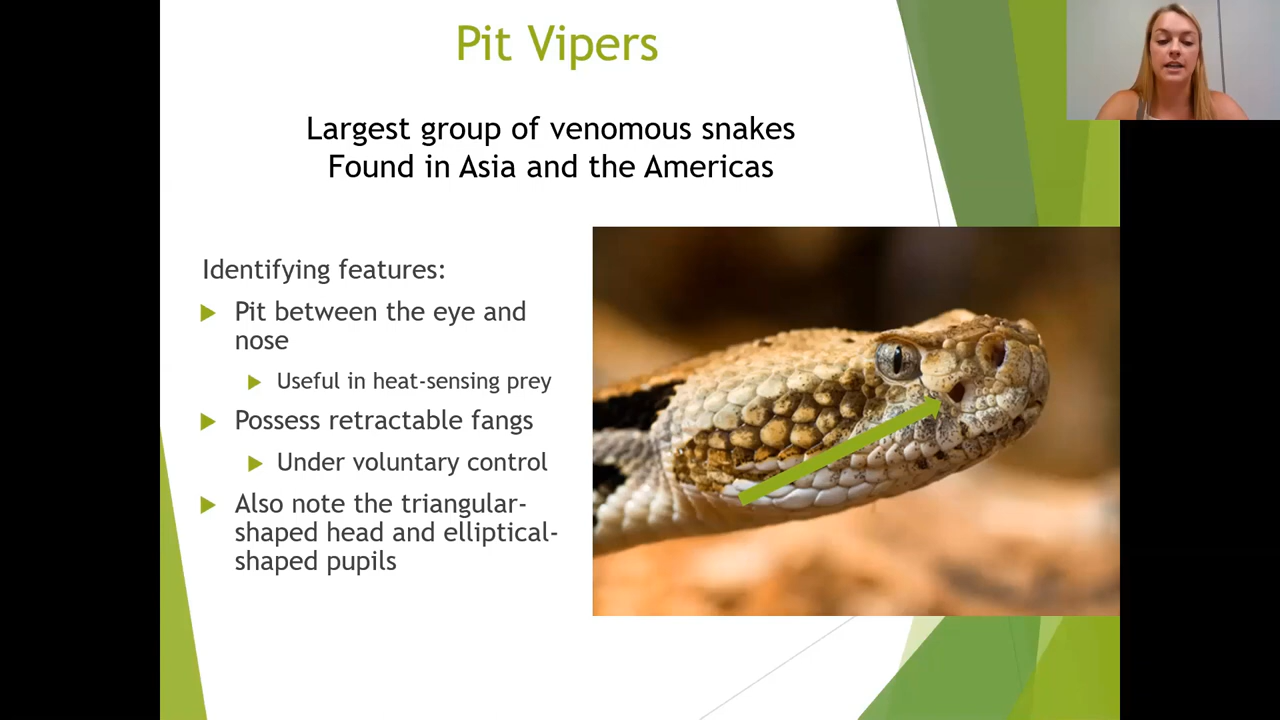 Pit Vipers
Largest group of venomous snakes
Found in Asia and the Americas
Identifying features:
Pit between the eye and
nose
Useful in heat-sensing prey
Possess retractable fangs
Under voluntary control
Also note the triangular-
shaped head and elliptical-
shaped pupils